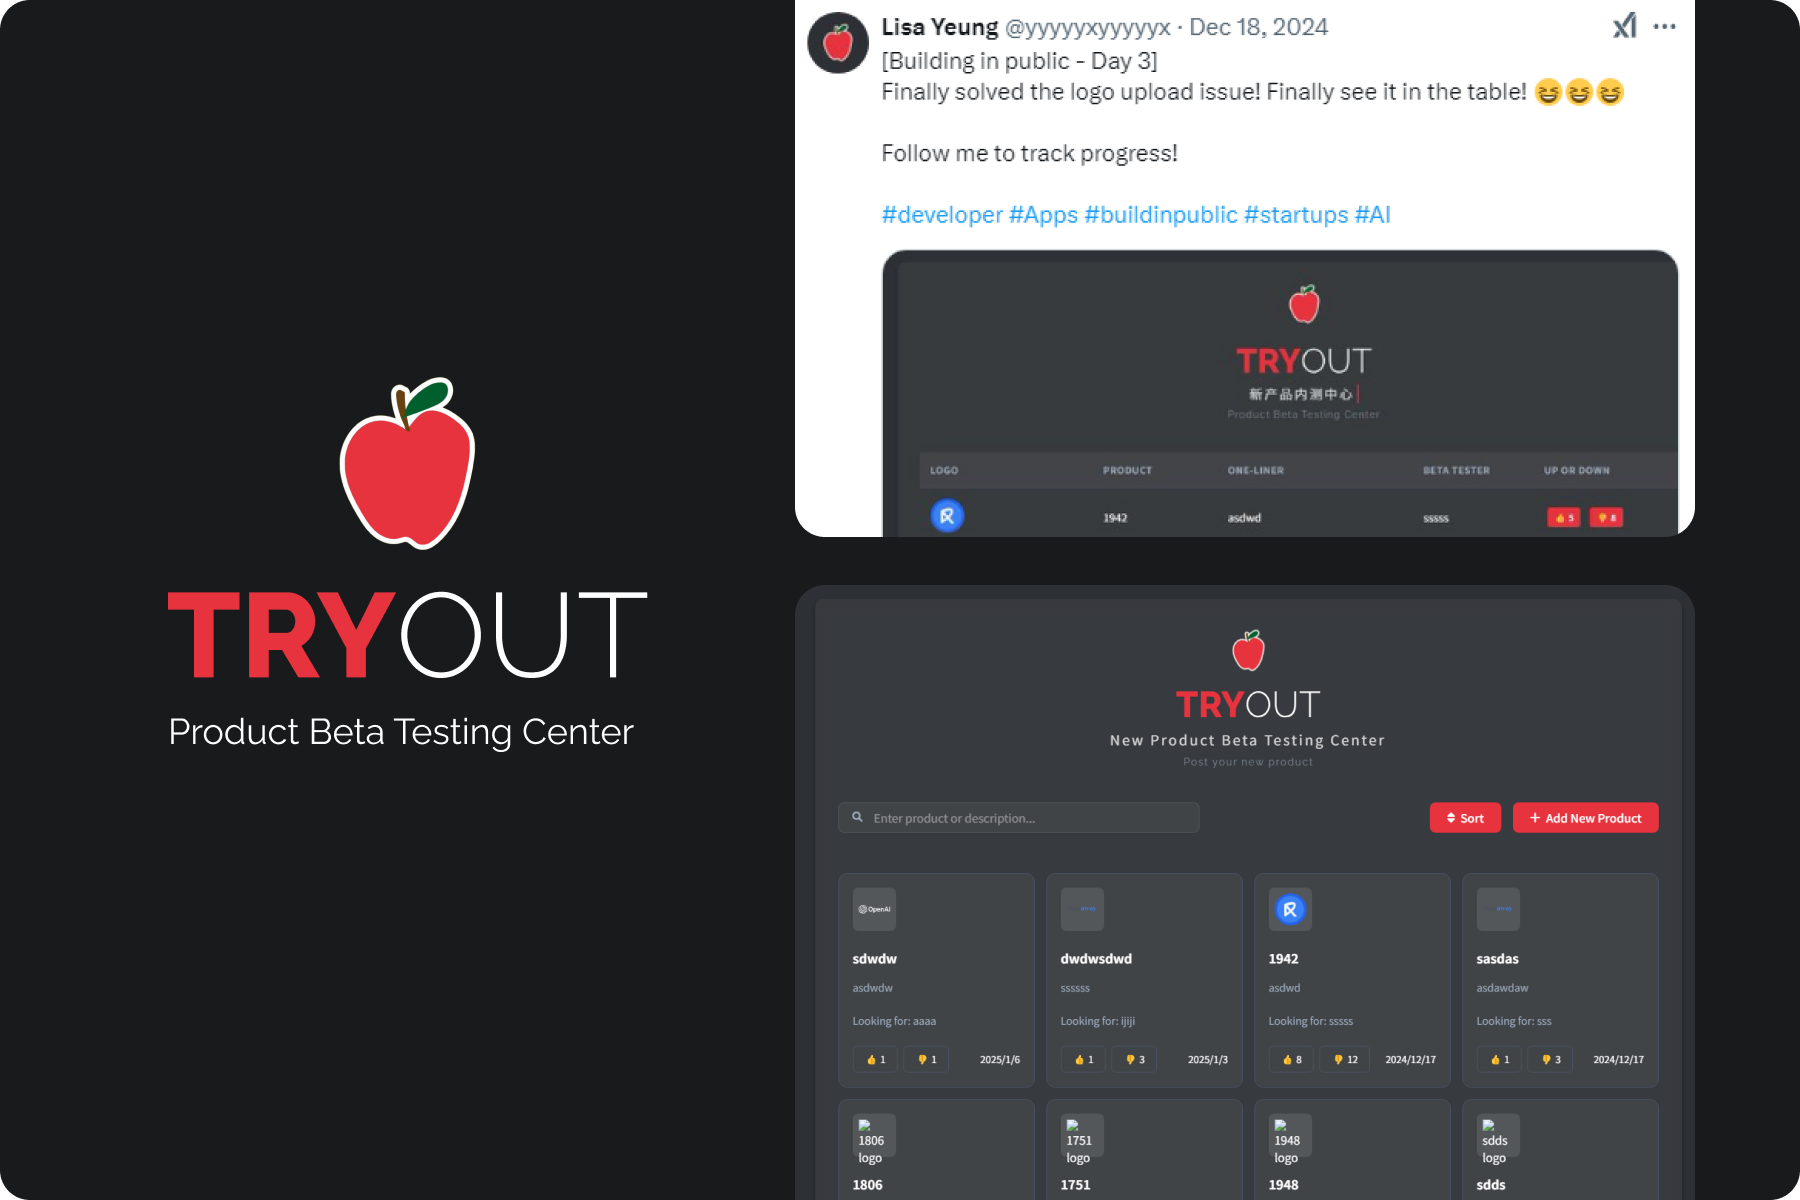 TRYOUT
Product Beta Testing Center
Lisa Yeung @yyyyyxyyyyyx · Dec 18, 2024
[Building in public - Day 3]
Finally solved the logo upload issue! Finally see it in the table! 😆😆😆
Follow me to track progress!
#developer #Apps #buildinpublic #startups #AI
TRYOUT
新产品内测中心
Product Beta Testing Center
LOGO PRODUCT ONE-LINER BETA TESTER UP OR DOWN
1942 asdwd sssss 👍 5 👎 8
TRYOUT
New Product Beta Testing Center
Post your new product
Enter product or description...
Sort
+ Add New Product
OpenAI
sdwdw
asdwdw
Looking for: aaaa
👍 1 👎 1 2025/1/6
dwdwsdwd
ssssss
Looking for: ijiji
👍 1 👎 3 2025/1/3
1942
asdwd
Looking for: sssss
👍 8 👎 12 2024/12/17
sasdas
asdawdaw
Looking for: sss
👍 1 👎 3 2024/12/17
1806
logo
1806
1751
logo
1751
1948
logo
1948
sdds
logo
sdds